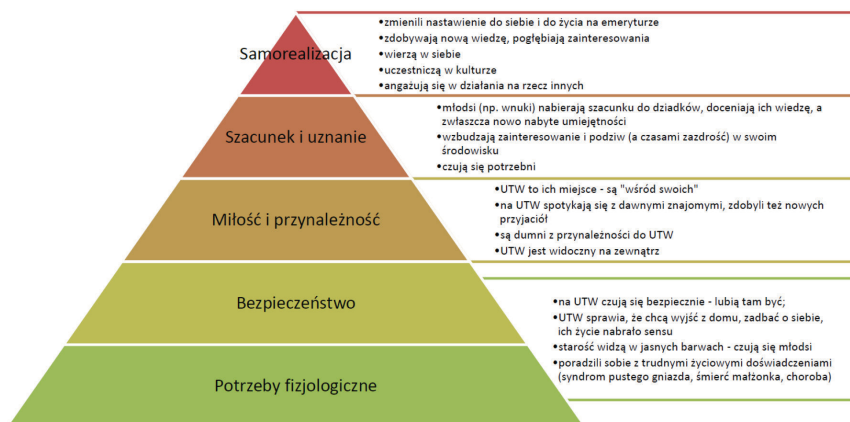 Samorealizacja
•zmienili nastawienie do siebie i do życia na emeryturze
•zdobywają nową wiedzę, pogłębiają zainteresowania
•wierzą w siebie
•uczestniczą w kulturze
•angażują się w działania na rzecz innych
Szacunek i uznanie
•młodsi (np. wnuki) nabierają szacunku do dziadków, doceniają ich wiedzę, a
zwłaszcza nowo nabyte umiejętności
•wzbudzają zainteresowanie i podziw (a czasami zazdrość) w swoim
środowisku
•czują się potrzebni
Miłość i przynależność
•UTW to ich miejsce - są "wśród swoich"
•na UTW spotykają się z dawnymi znajomymi, zdobyli też nowych
przyjaciół
•są dumni z przynależności do UTW
•UTW jest widoczny na zewnątrz
Bezpieczeństwo
•na UTW czują się bezpiecznie - lubią tam być;
•UTW sprawia, że chcą wyjść z domu, zadbać o siebie,
ich życie nabrało sensu
•starość widzą w jasnych barwach - czują się młodsi
•poradzili sobie z trudnymi życiowymi doświadczeniami
(syndrom pustego gniazda, śmierć małżonka, choroba)
Potrzeby fizjologiczne